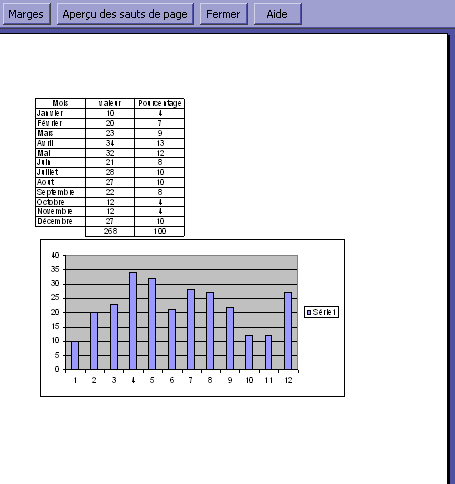 Marges Aperçu des sauts de page Fermer Aide
Mois Valeur Pourcentage
Janvier 10 4
Février 20 7
Mars 23 9
Avril 34 13
Mai 32 12
Juin 21 8
Juillet 28 10
Aout 27 10
Septembre 22 8
Octobre 12 4
Novembre 12 4
Décembre 27 10
268 100
40
35
30
25
20
15
10
5
0
1 2 3 4 5 6 7 8 9 10 11 12
Série1